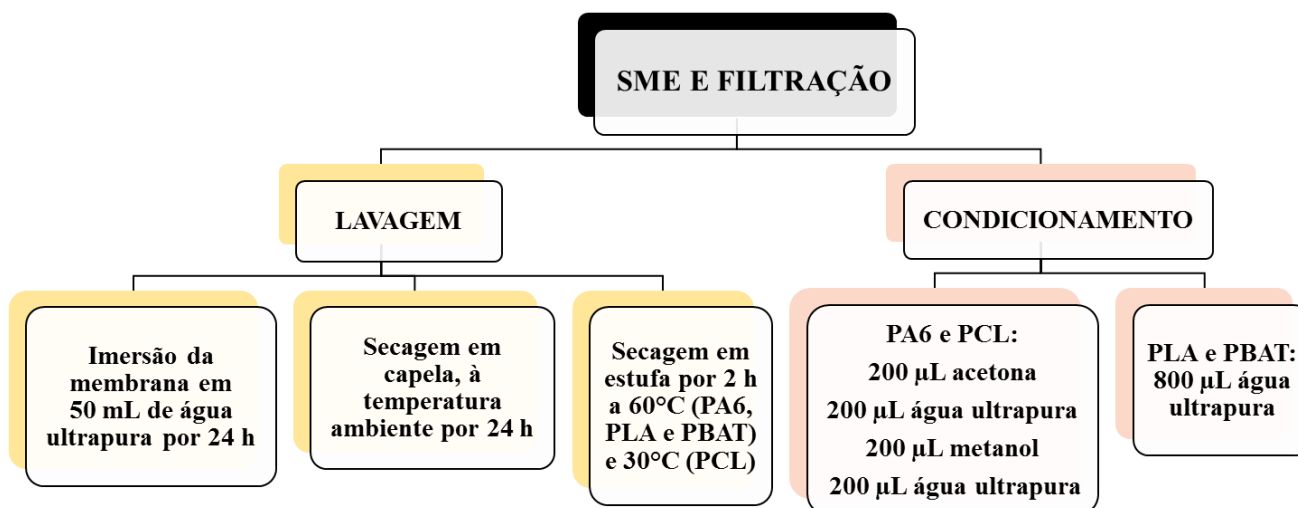 SME E FILTRAÇÃO
LAVAGEM
CONDICIONAMENTO
Imersão da
membrana em
50 mL de água
ultrapura por 24 h
Secagem em
capela, à
temperatura
ambiente por 24 h
Secagem em
estufa por 2 h
a 60°C (PA6,
PLA e PBAT)
e 30°C (PCL)
PA6 e PCL:
200 µL acetona
200 µL água ultrapura
200 µL metanol
200 µL água ultrapura
PLA e PBAT:
800 µL água
ultrapura